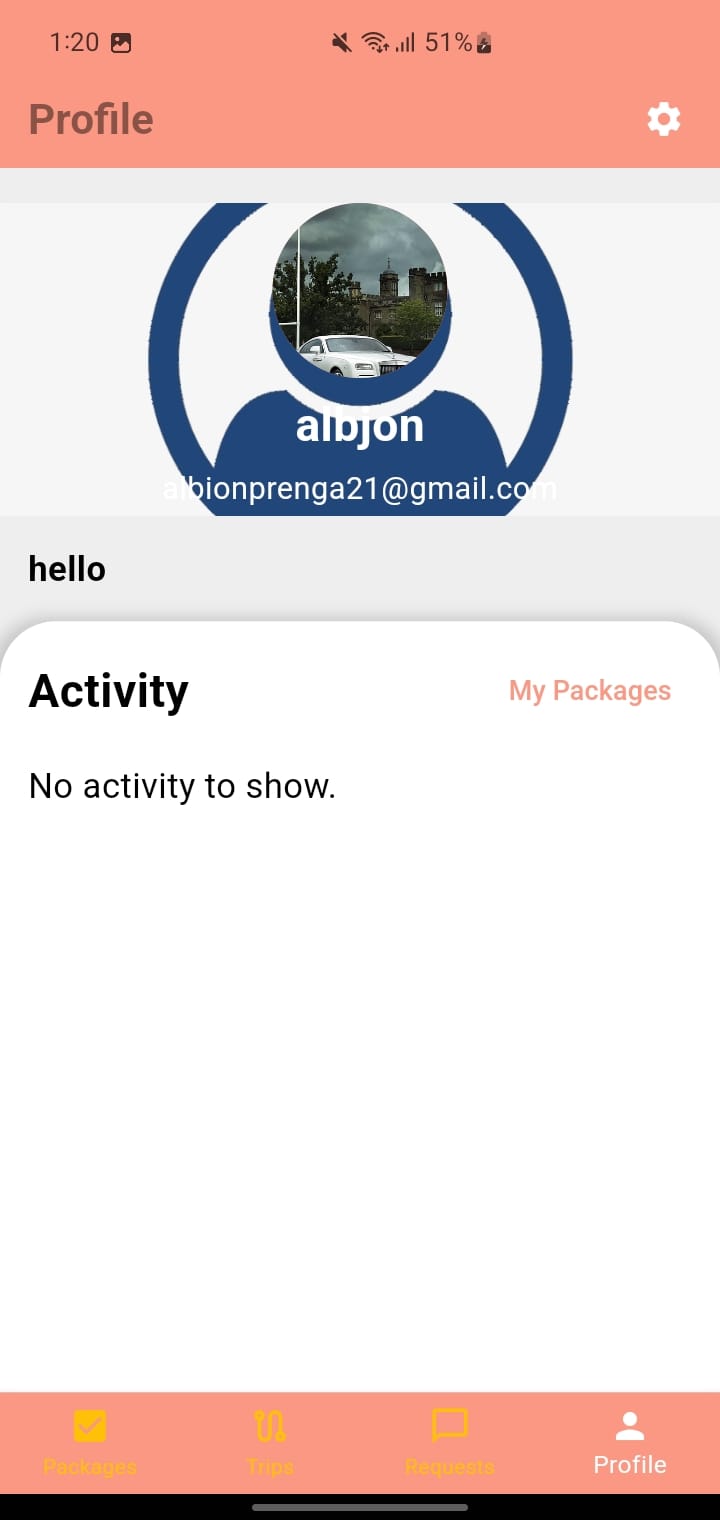 1:20
51%
Profile
albjon
albionprenga21@gmail.com
hello
Activity
My Packages
No activity to show.
Packages
Trips
Requests
Profile